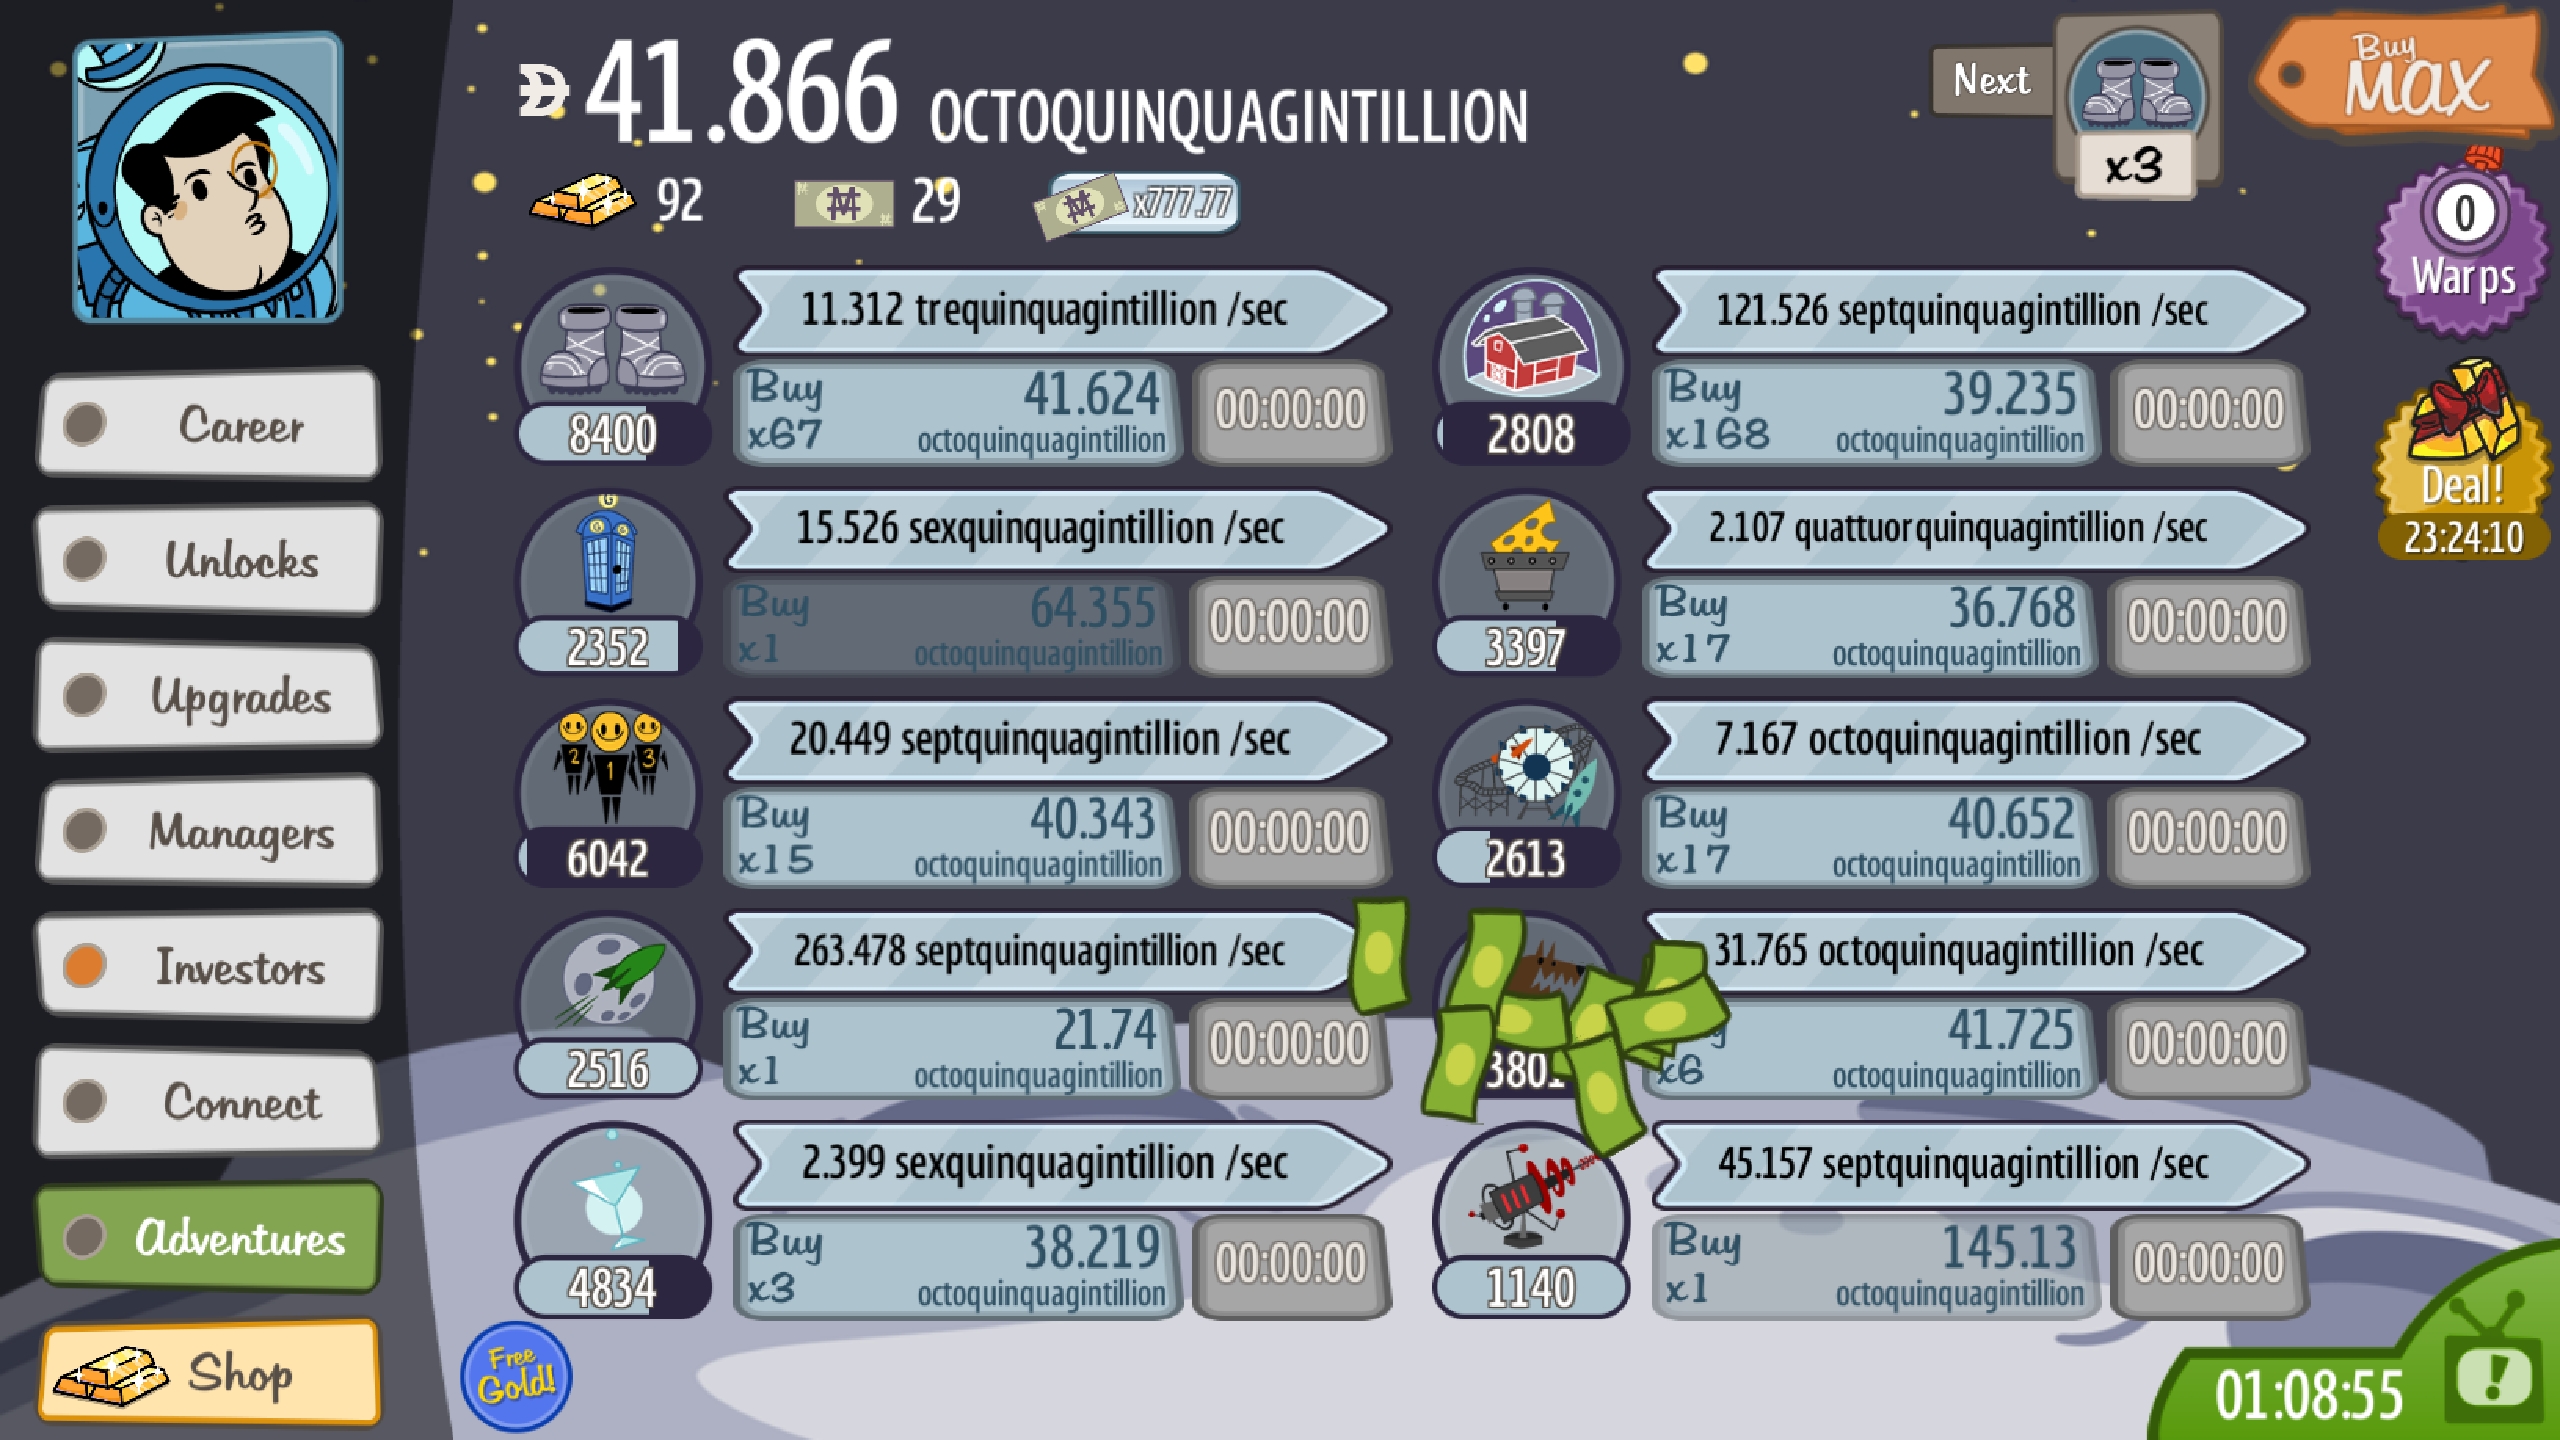 41.866 OCTOQUINQUAGINTILLION
Next
x3
Buy
MAX
92
29
x777.77
0
Warps
Deal!
23:24:10
Career
Unlocks
Upgrades
Managers
Investors
Connect
Adventures
Shop
8400
11.312 trequinquagintillion /sec
Buy
x67
41.624
octoquinquagintillion
00:00:00
2808
121.526 septquinquagintillion /sec
Buy
x168
39.235
octoquinquagintillion
00:00:00
G
2352
15.526 sexquinquagintillion /sec
Buy
x1
64.355
octoquinquagintillion
00:00:00
3397
2.107 quattuorquinquagintillion /sec
Buy
x17
36.768
octoquinquagintillion
00:00:00
2 1 3
6042
20.449 septquinquagintillion /sec
Buy
x15
40.343
octoquinquagintillion
00:00:00
2613
7.167 octoquinquagintillion /sec
Buy
x17
40.652
octoquinquagintillion
00:00:00
2516
263.478 septquinquagintillion /sec
Buy
x1
21.74
octoquinquagintillion
00:00:00
31.765 octoquinquagintillion /sec
x6
41.725
octoquinquagintillion
00:00:00
4834
2.399 sexquinquagintillion /sec
Buy
x3
38.219
octoquinquagintillion
00:00:00
1140
45.157 septquinquagintillion /sec
Buy
x1
145.13
octoquinquagintillion
00:00:00
Free
Gold!
01:08:55
!